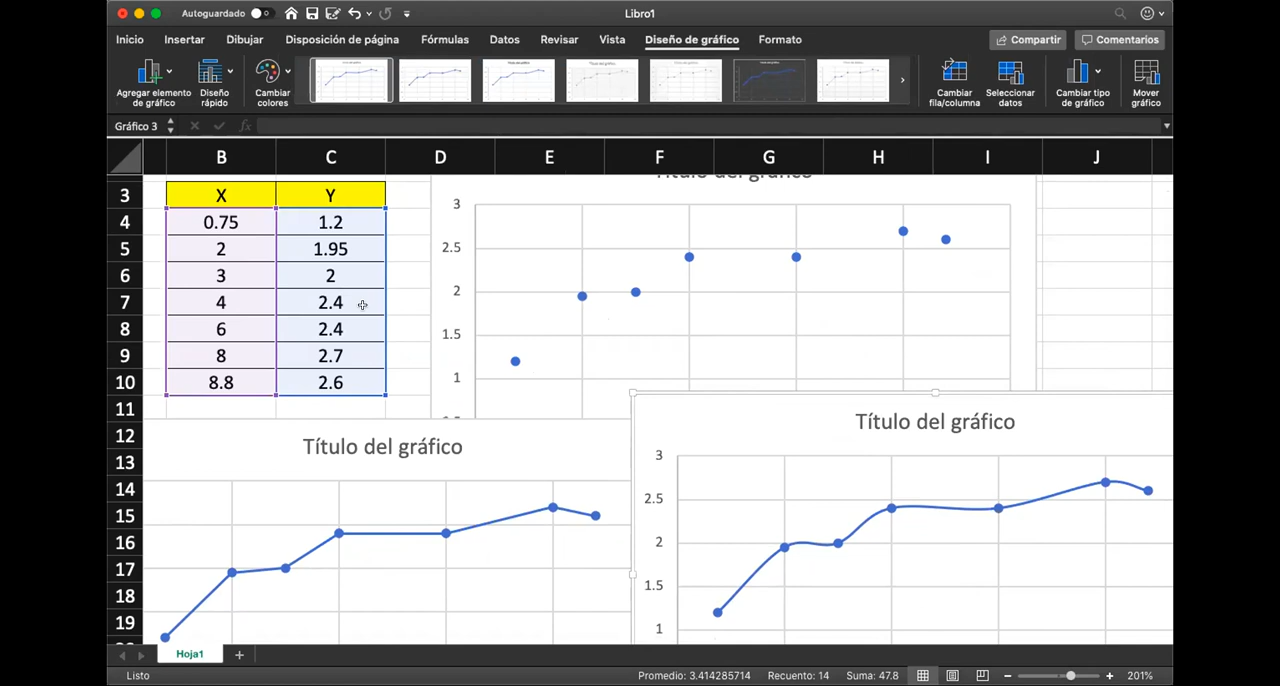 Autoguardado
Libro1
Inicio Insertar Dibujar Disposición de página Fórmulas Datos Revisar Vista Diseño de gráfico Formato Compartir Comentarios
Agregar elemento de gráfico
Diseño rápido
Cambiar colores
Cambiar fila/columna
Seleccionar datos
Cambiar tipo de gráfico
Mover gráfico
Gráfico 3 fx
B C D E F G H I J
3 X Y
4 0.75 1.2
5 2 1.95
6 3 2
7 4 2.4
8 6 2.4
9 8 2.7
10 8.8 2.6
11
12
13
14
15
16
17
18
19
Título del gráfico
3
2.5
2
1.5
1
Título del gráfico
Título del gráfico
3
2.5
2
1.5
1
Hoja1 +
Listo Promedio: 3.414285714 Recuento: 14 Suma: 47.8 201%